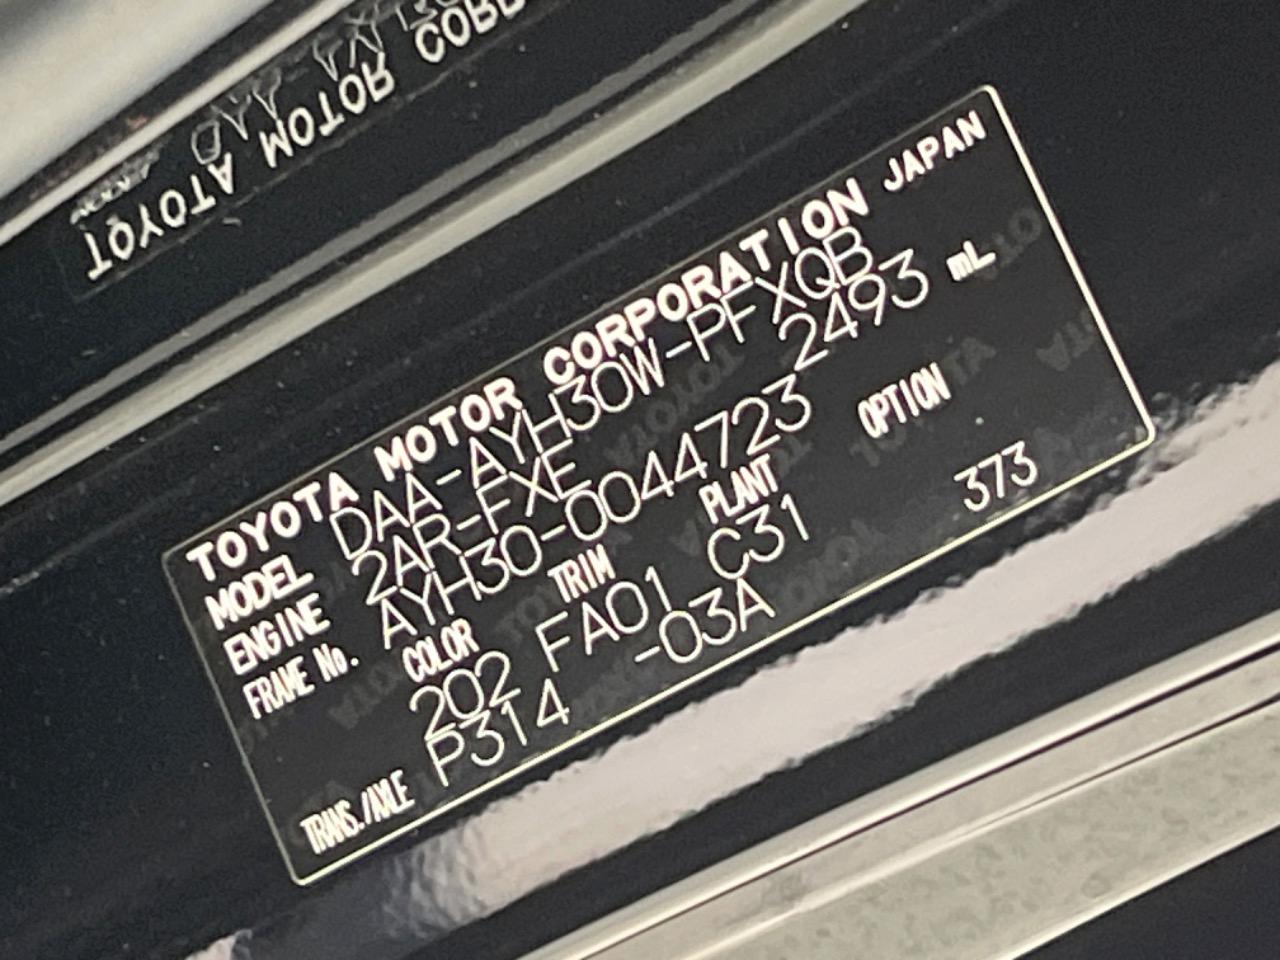 TOYOTA MOTOR CORPORATION JAPAN
MODEL DAA-AYH30W-PFXQB
ENGINE 2AR-FXE 2493 mL
FRAME No. AYH30-0044723
COLOR TRIM PLANT OPTION
202 FA01 C31 373
TRANS./AXLE P314 -03A
TOYOTA MOTOR CORP